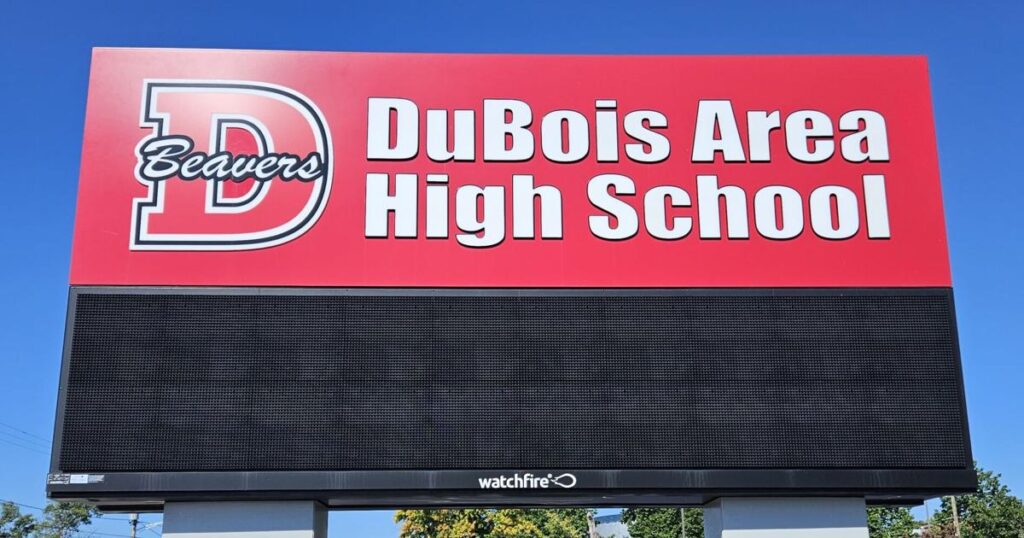 D
Beavers
DuBois Area
High School
watchfire